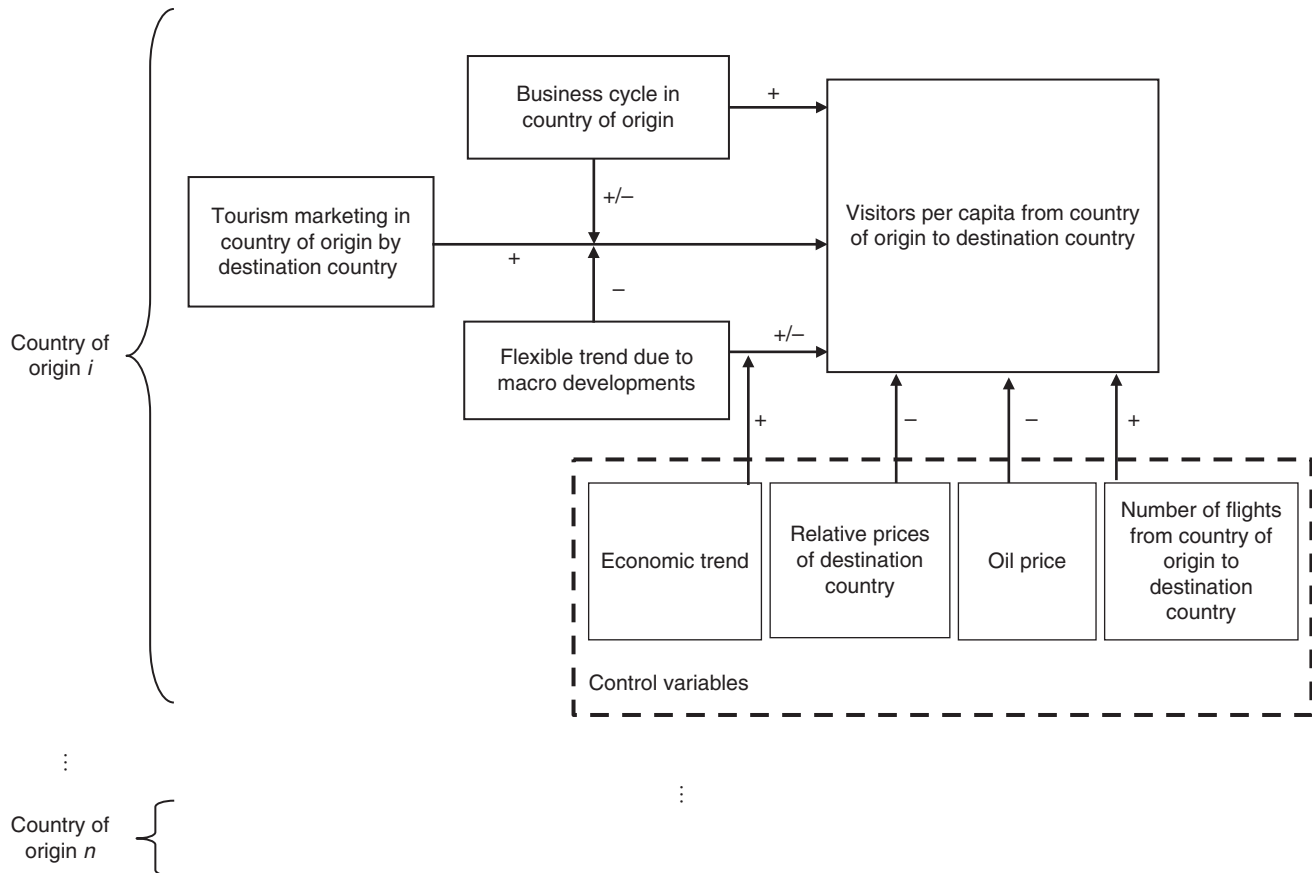 Business cycle in
country of origin
+
+/–
Tourism marketing in
country of origin by
destination country
+
Visitors per capita from country
of origin to destination country
–
+/–
Flexible trend due to
macro developments
Country of
origin i
+
–
–
+
Economic trend
Relative prices
of destination
country
Oil price
Number of flights
from country of
origin to
destination
country
Control variables
⋮
⋮
Country of
origin n